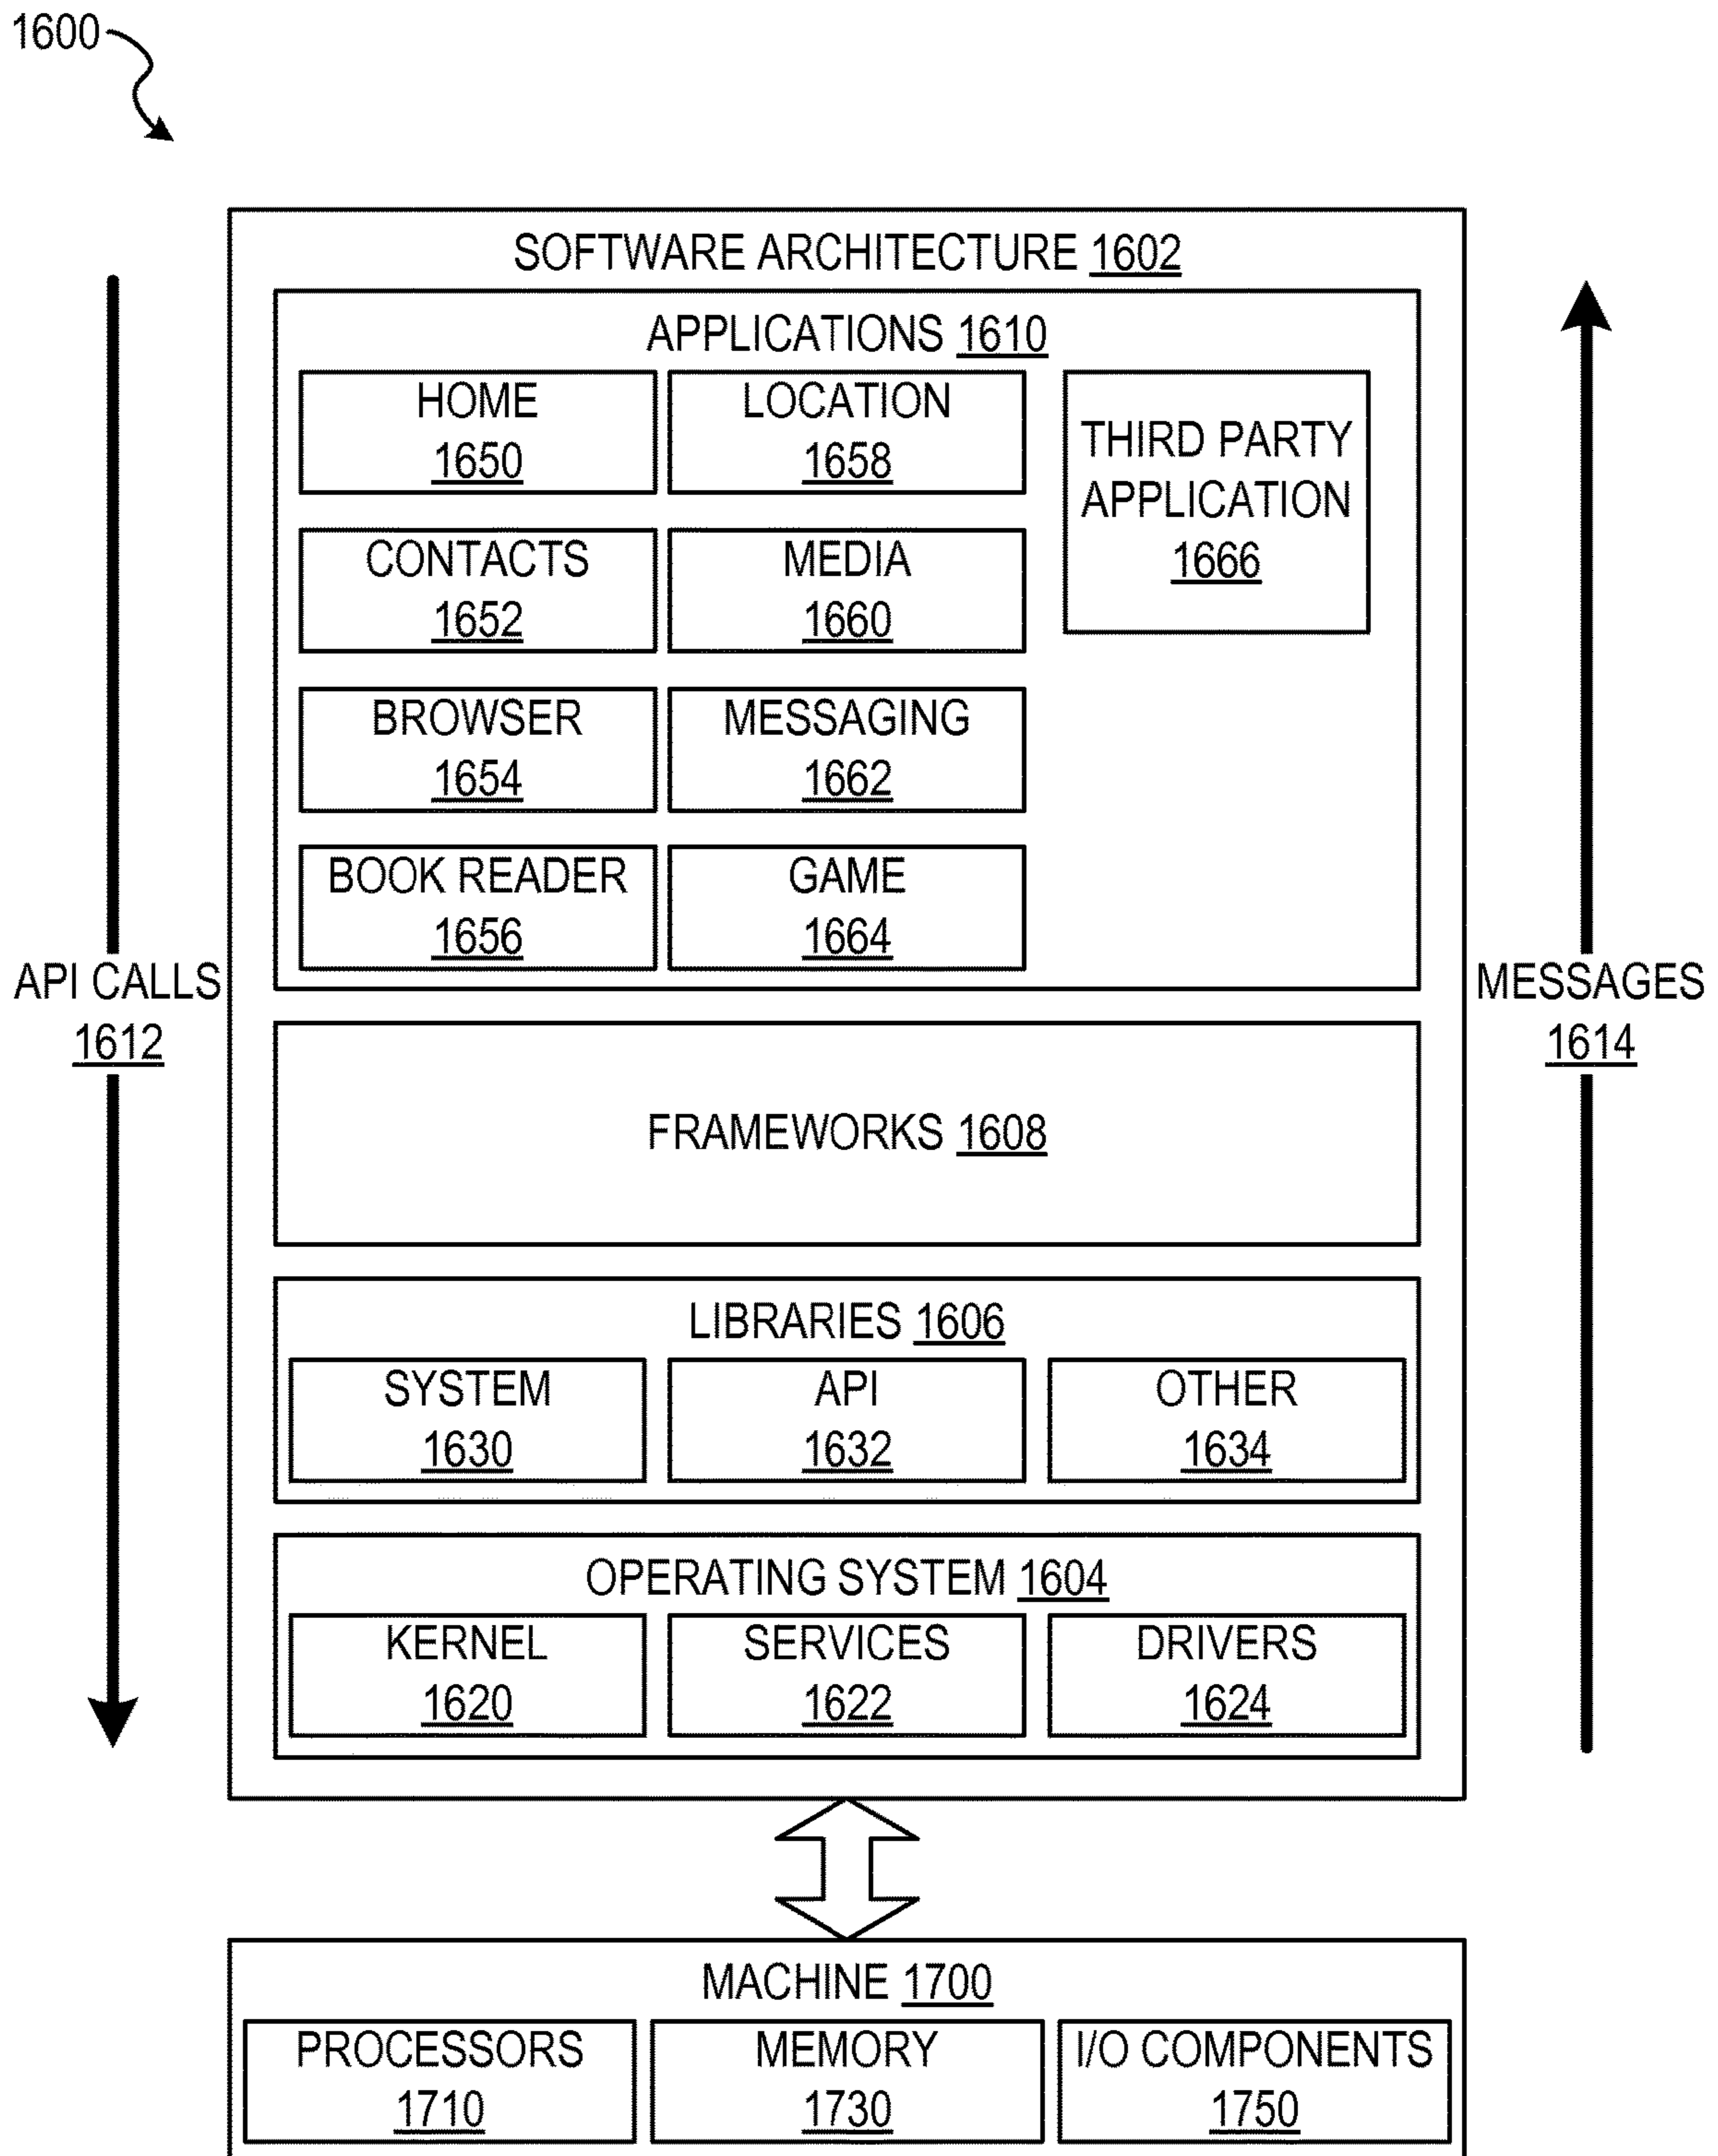 1600
SOFTWARE ARCHITECTURE 1602
APPLICATIONS 1610
HOME
1650
LOCATION
1658
THIRD PARTY
APPLICATION
1666
CONTACTS
1652
MEDIA
1660
BROWSER
1654
MESSAGING
1662
BOOK READER
1656
GAME
1664
API CALLS
1612
MESSAGES
1614
FRAMEWORKS 1608
LIBRARIES 1606
SYSTEM
1630
API
1632
OTHER
1634
OPERATING SYSTEM 1604
KERNEL
1620
SERVICES
1622
DRIVERS
1624
MACHINE 1700
PROCESSORS
1710
MEMORY
1730
I/O COMPONENTS
1750